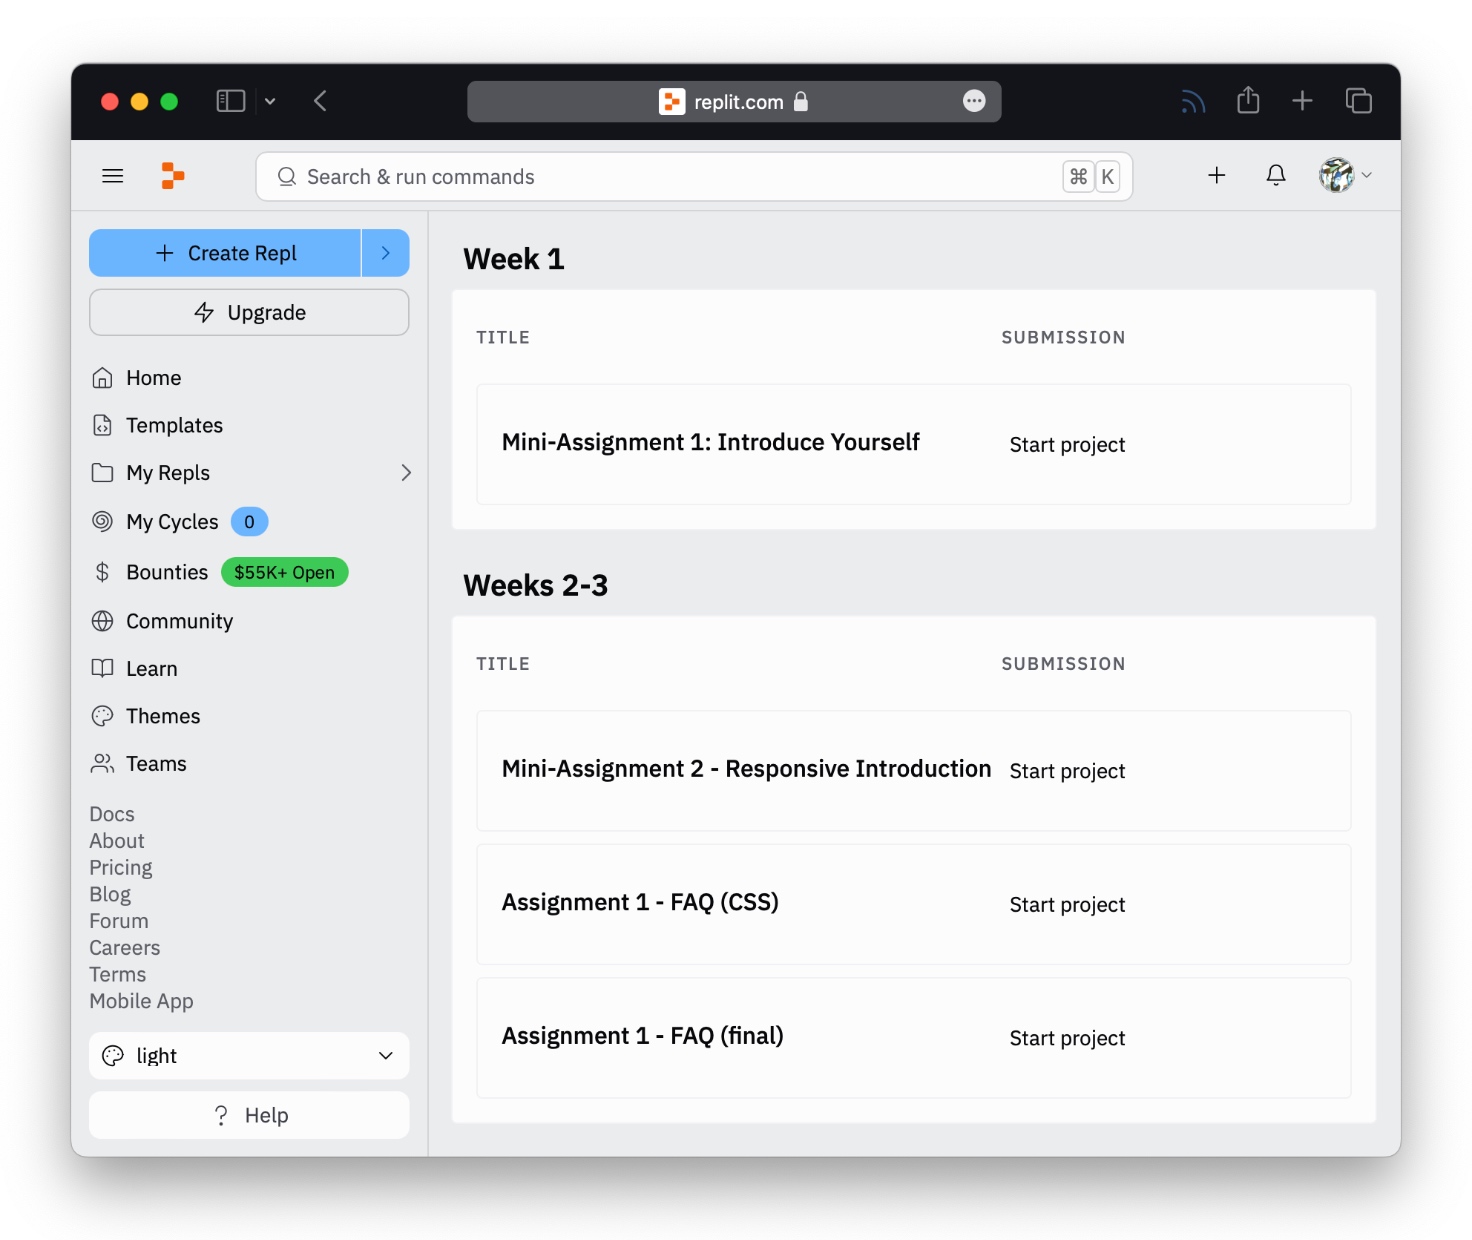 replit.com
Search & run commands
⌘ K
Create Repl
Upgrade
Home
Templates
My Repls
My Cycles 0
Bounties $55K+ Open
Community
Learn
Themes
Teams
Docs
About
Pricing
Blog
Forum
Careers
Terms
Mobile App
light
? Help
Week 1
TITLE SUBMISSION
Mini-Assignment 1: Introduce Yourself Start project
Weeks 2-3
TITLE SUBMISSION
Mini-Assignment 2 - Responsive Introduction Start project
Assignment 1 - FAQ (CSS) Start project
Assignment 1 - FAQ (final) Start project